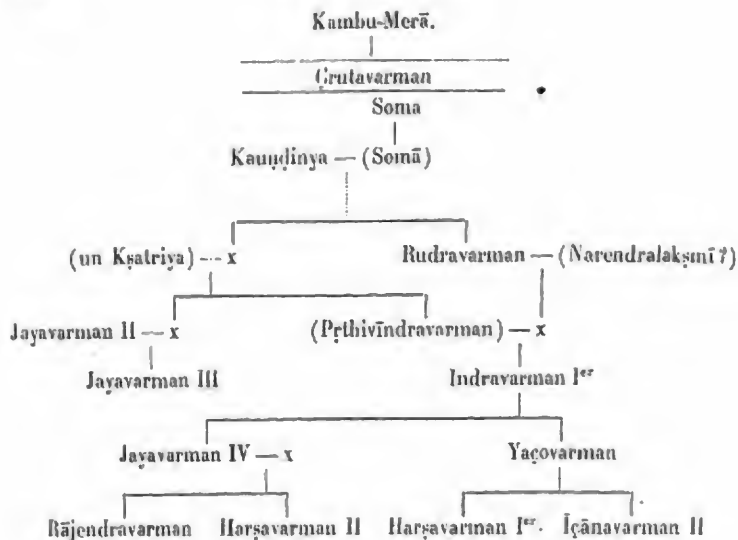 Kambu-Merā.
Çrutavarman
Soma
Kauṇḍinya — (Somā)
(un Kṣatriya) — x Rudravarman — (Narendralakṣmī ?)
Jayavarman II — x (Pṛthivīndravarman) — x
Jayavarman III Indravarman Iᵉʳ
Jayavarman IV — x Yaçovarman
Rājendravarman Harṣavarman II Harṣavarman Iᵉʳ. Īçānavarman II